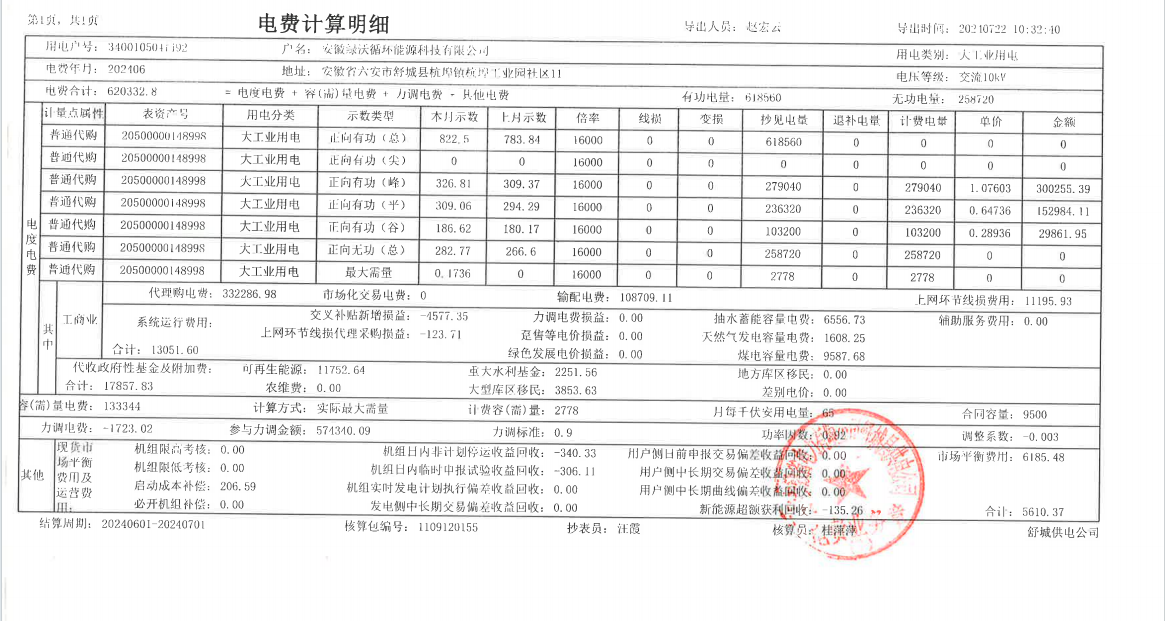 第1页，共1页
电费计算明细
导出人员： 赵宏云
导出时间： 20240722 10:32:40
用电户号： 3400105047192 户名： 安徽绿沃循环能源科技有限公司 用电类别： 大工业用电
电费年月： 202406 地址： 安徽省六安市舒城县杭埠镇杭埠工业园社区11 电压等级： 交流10kV
电费合计： 620332.8 = 电度电费 + 容(需)量电费 + 力调电费 - 其他电费 有功电量： 618560 无功电量： 258720
电度电费
计量点属性 表资产号 用电分类 示数类型 本月示数 上月示数 倍率 线损 变损 抄见电量 退补电量 计费电量 单价 金额
普通代购 20500000148998 大工业用电 正向有功（总） 822.5 783.84 16000 0 0 618560 0 0 0 0
普通代购 20500000148998 大工业用电 正向有功（尖） 0 0 16000 0 0 0 0 0 0 0
普通代购 20500000148998 大工业用电 正向有功（峰） 326.81 309.37 16000 0 0 279040 0 279040 1.07603 300255.39
普通代购 20500000148998 大工业用电 正向有功（平） 309.06 294.29 16000 0 0 236320 0 236320 0.64736 152984.11
普通代购 20500000148998 大工业用电 正向有功（谷） 186.62 180.17 16000 0 0 103200 0 103200 0.28936 29861.95
普通代购 20500000148998 大工业用电 正向无功（总） 282.77 266.6 16000 0 0 258720 0 258720 0 0
普通代购 20500000148998 大工业用电 最大需量 0.1736 0 16000 0 0 2778 0 2778 0 0
其中
工商业
代理购电费： 332286.98 市场化交易电费： 0 输配电费： 108709.11 上网环节线损费用： 11195.93
系统运行费用： 交叉补贴新增损益： -4577.35 力调电费损益： 0.00 抽水蓄能容量电费： 6556.73 辅助服务费用： 0.00
上网环节线损代理采购损益： -123.71 趸售等电价损益： 0.00 天然气发电容量电费： 1608.25
合计： 13051.60 绿色发展电价损益： 0.00 煤电容量电费： 9587.68
代收政府性基金及附加费： 可再生能源： 11752.64 重大水利基金： 2251.56 地方库区移民： 0.00
合计： 17857.83 农维费： 0.00 大型库区移民： 3853.63 差别电价： 0.00
容(需)量电费： 133344 计算方式： 实际最大需量 计费容(需)量： 2778 月每千伏安用电量： 65 合同容量： 9500
力调电费： -1723.02 参与力调金额： 574340.09 力调标准： 0.9 功率因数： 0.92 调整系数： -0.003
其他
现货市场平衡费用及运营费用：
机组限高考核： 0.00 机组日内非计划停运收益回收： -340.33 用户侧日前申报交易偏差收益回收： 0.00 市场平衡费用： 6185.48
机组限低考核： 0.00 机组日内临时申报试验收益回收： -306.11 用户侧中长期交易偏差收益回收： 0.00
启动成本补偿： 206.59 机组实时发电计划执行偏差收益回收： 0.00 用户侧中长期曲线偏差收益回收： 0.00
必开机组补偿： 0.00 发电侧中长期交易偏差收益回收： 0.00 新能源超额获利回收： -135.26 合计： 5610.37
结算周期： 20240601-20240701 核算包编号： 1109120155 抄表员： 汪霞 核算员： 桂萍萍 舒城供电公司